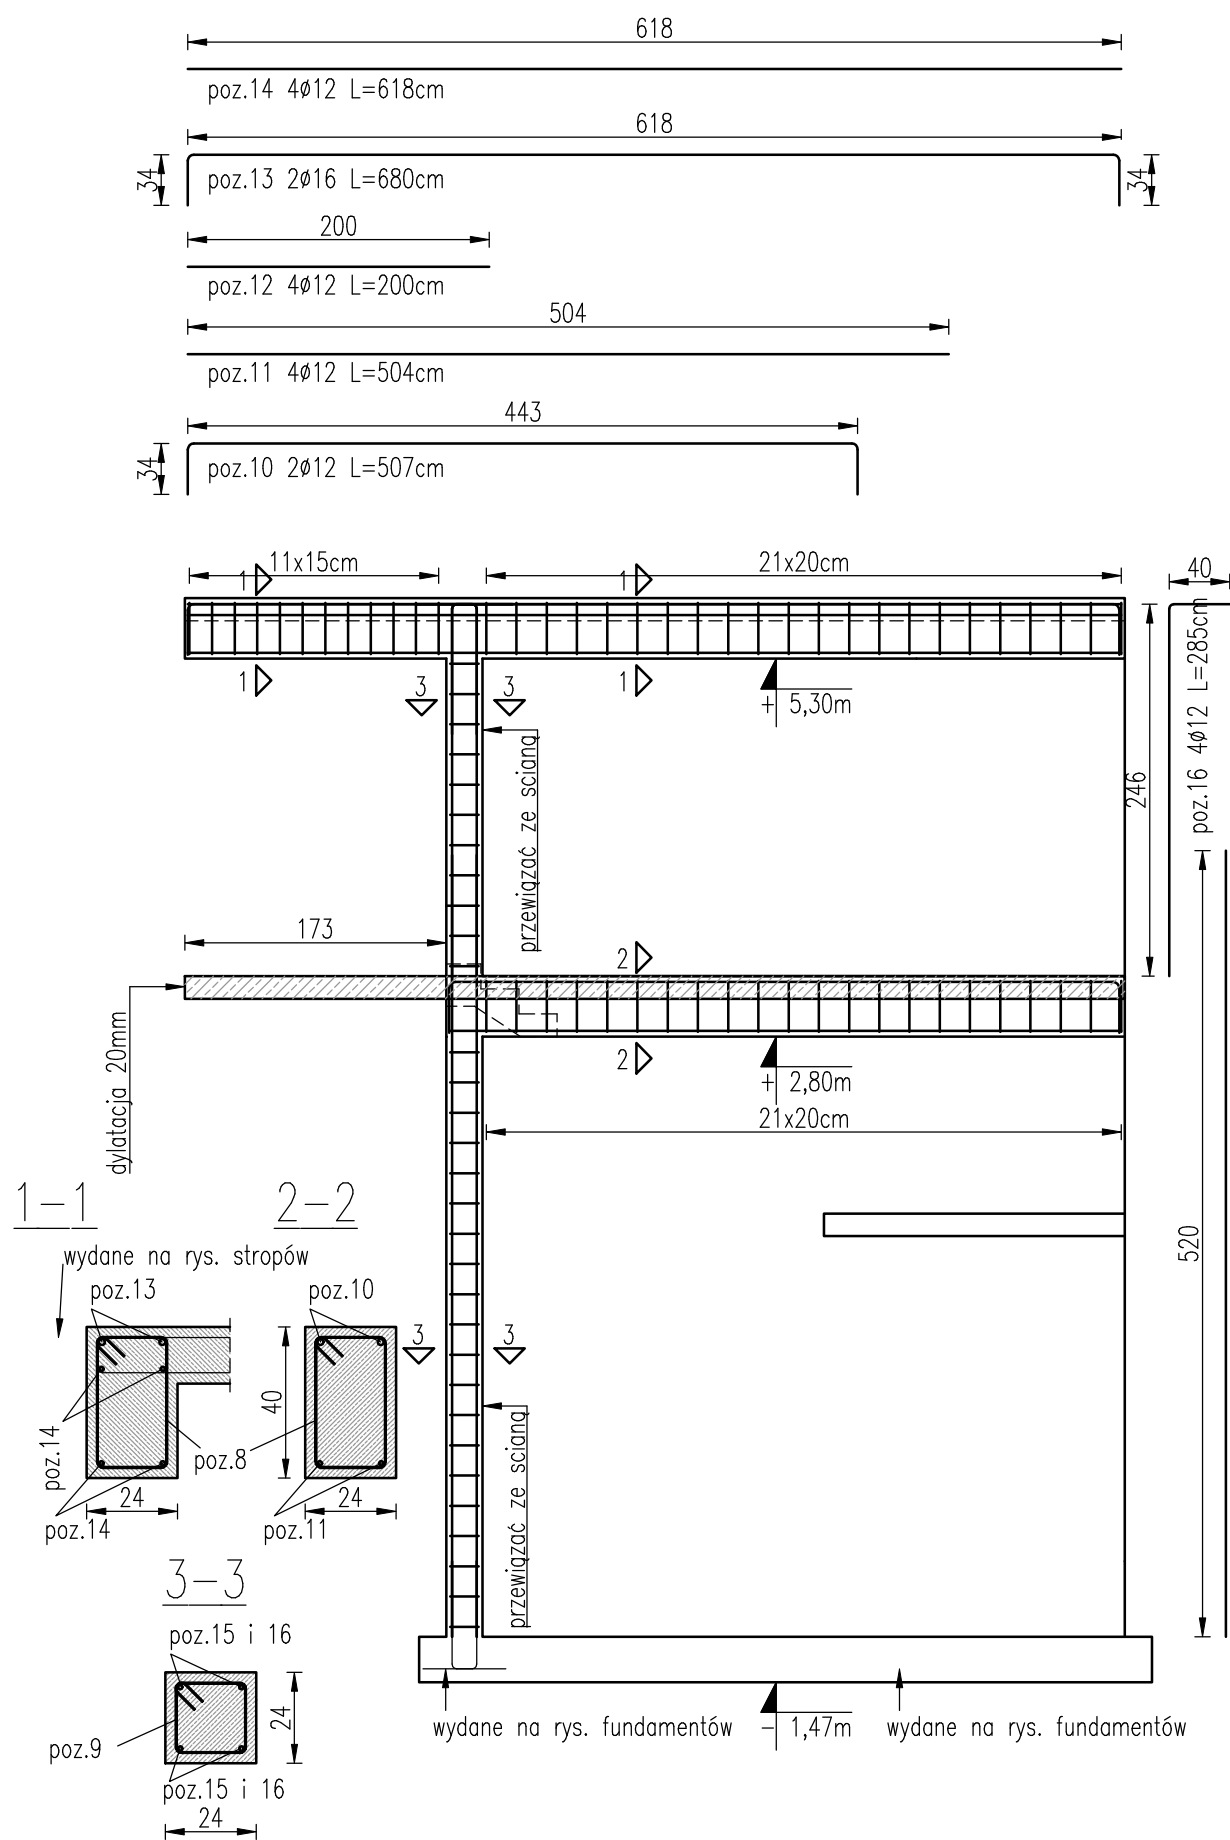 618
poz.14 4ø12 L=618cm
618
34
poz.13 2ø16 L=680cm
34
200
poz.12 4ø12 L=200cm
504
poz.11 4ø12 L=504cm
443
34
poz.10 2ø12 L=507cm
11x15cm
21x20cm
40
1
1
1
1
3
3
+ 5,30m
poz.16 4ø12 L=285cm
246
przewiązać ze scianą
173
2
dylatacja 20mm
2
+ 2,80m
21x20cm
520
1-1
2-2
wydane na rys. stropów
poz.13
poz.10
3
3
40
poz.14
poz.8
24
24
poz.14
poz.11
przewiązać ze scianą
3-3
poz.15 i 16
24
poz.9
poz.15 i 16
24
wydane na rys. fundamentów
- 1,47m
wydane na rys. fundamentów